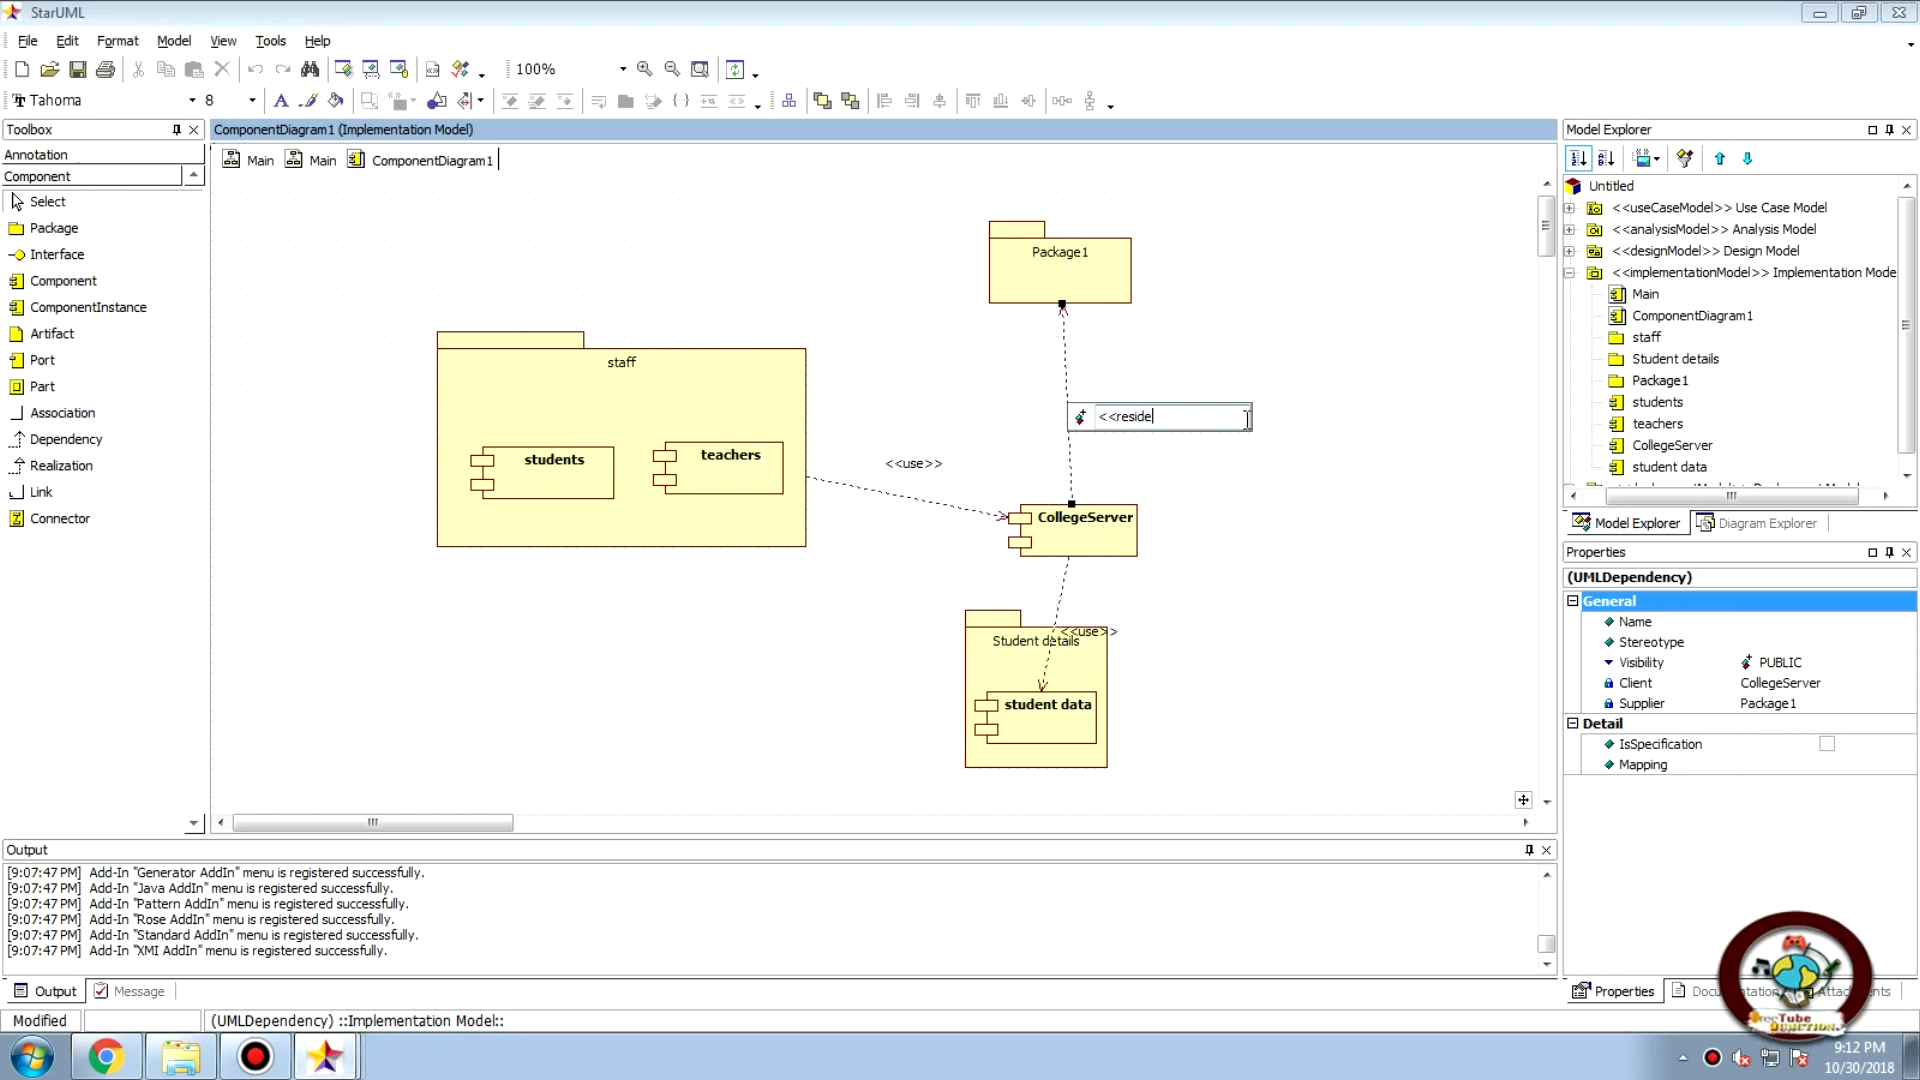 StarUML
File Edit Format Model View Tools Help
100%
Tahoma 8
Toolbox
Annotation
Component
Select
Package
Interface
Component
ComponentInstance
Artifact
Port
Part
Association
Dependency
Realization
Link
Connector
ComponentDiagram1 (Implementation Model)
Main Main ComponentDiagram1
Package1
staff
<<reside
students
teachers
<<use>>
CollegeServer
<<use>>
Student details
student data
Model Explorer
Untitled
<<useCaseModel>> Use Case Model
<<analysisModel>> Analysis Model
<<designModel>> Design Model
<<implementationModel>> Implementation Mode
Main
ComponentDiagram1
staff
Student details
Package1
students
teachers
CollegeServer
student data
Model Explorer Diagram Explorer
Properties
(UMLDependency)
General
Name
Stereotype
Visibility PUBLIC
Client CollegeServer
Supplier Package1
Detail
IsSpecification
Mapping
Output
[9:07:47 PM] Add-In "Generator AddIn" menu is registered successfully.
[9:07:47 PM] Add-In "Java AddIn" menu is registered successfully.
[9:07:47 PM] Add-In "Pattern AddIn" menu is registered successfully.
[9:07:47 PM] Add-In "Rose AddIn" menu is registered successfully.
[9:07:47 PM] Add-In "Standard AddIn" menu is registered successfully.
[9:07:47 PM] Add-In "XMI AddIn" menu is registered successfully.
Output Message
Properties
Modified
(UMLDependency) ::Implementation Model::
9:12 PM
10/30/2018